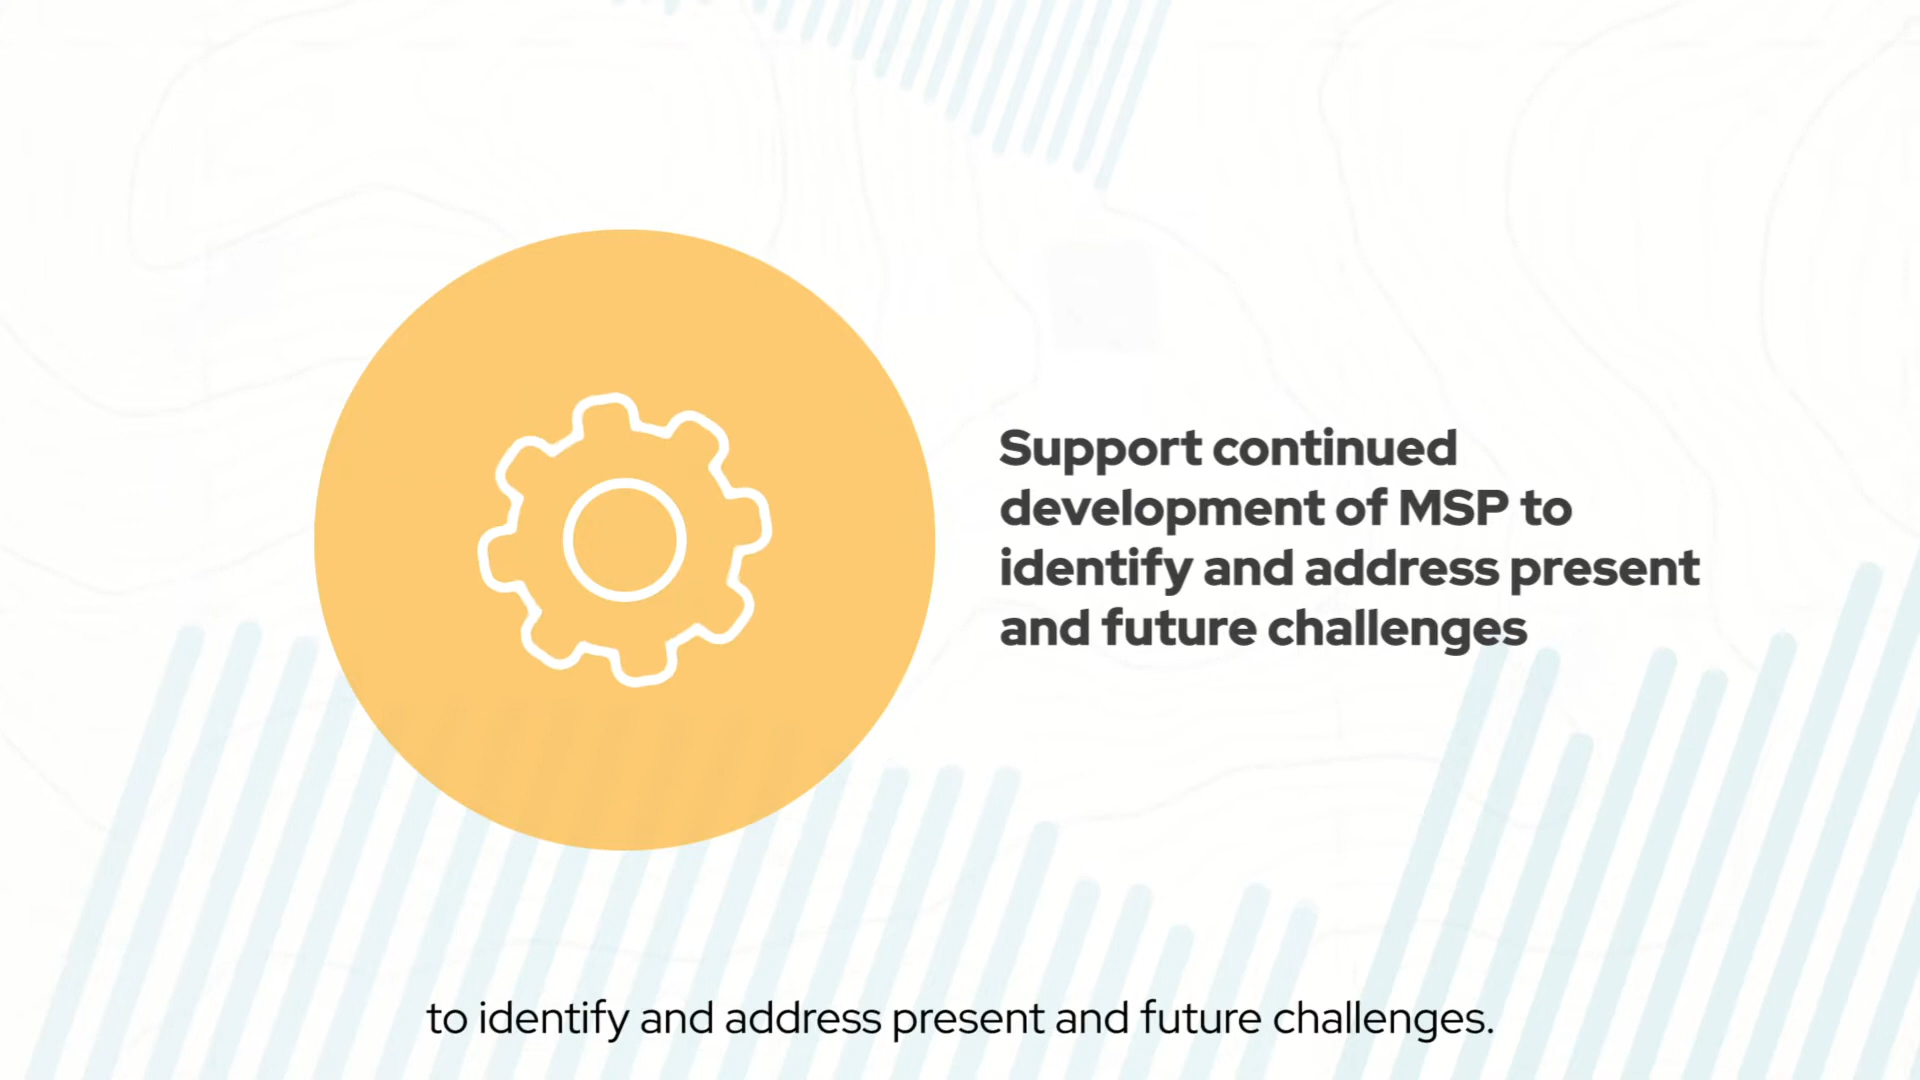 Support continued
development of MSP to
identify and address present
and future challenges
to identify and address present and future challenges.